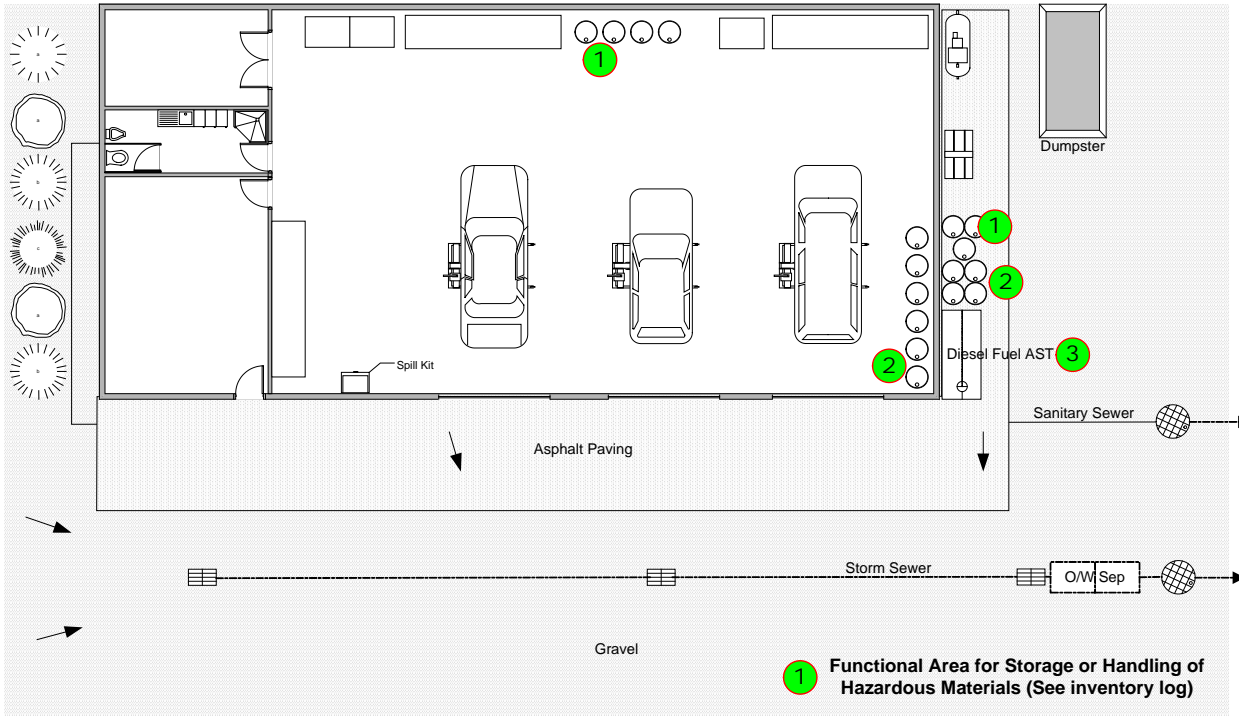 1
Dumpster
1
2
Diesel Fuel AST 3
2
Spill Kit
Sanitary Sewer
Asphalt Paving
Storm Sewer
O/W Sep
Gravel
1 Functional Area for Storage or Handling of
Hazardous Materials (See inventory log)